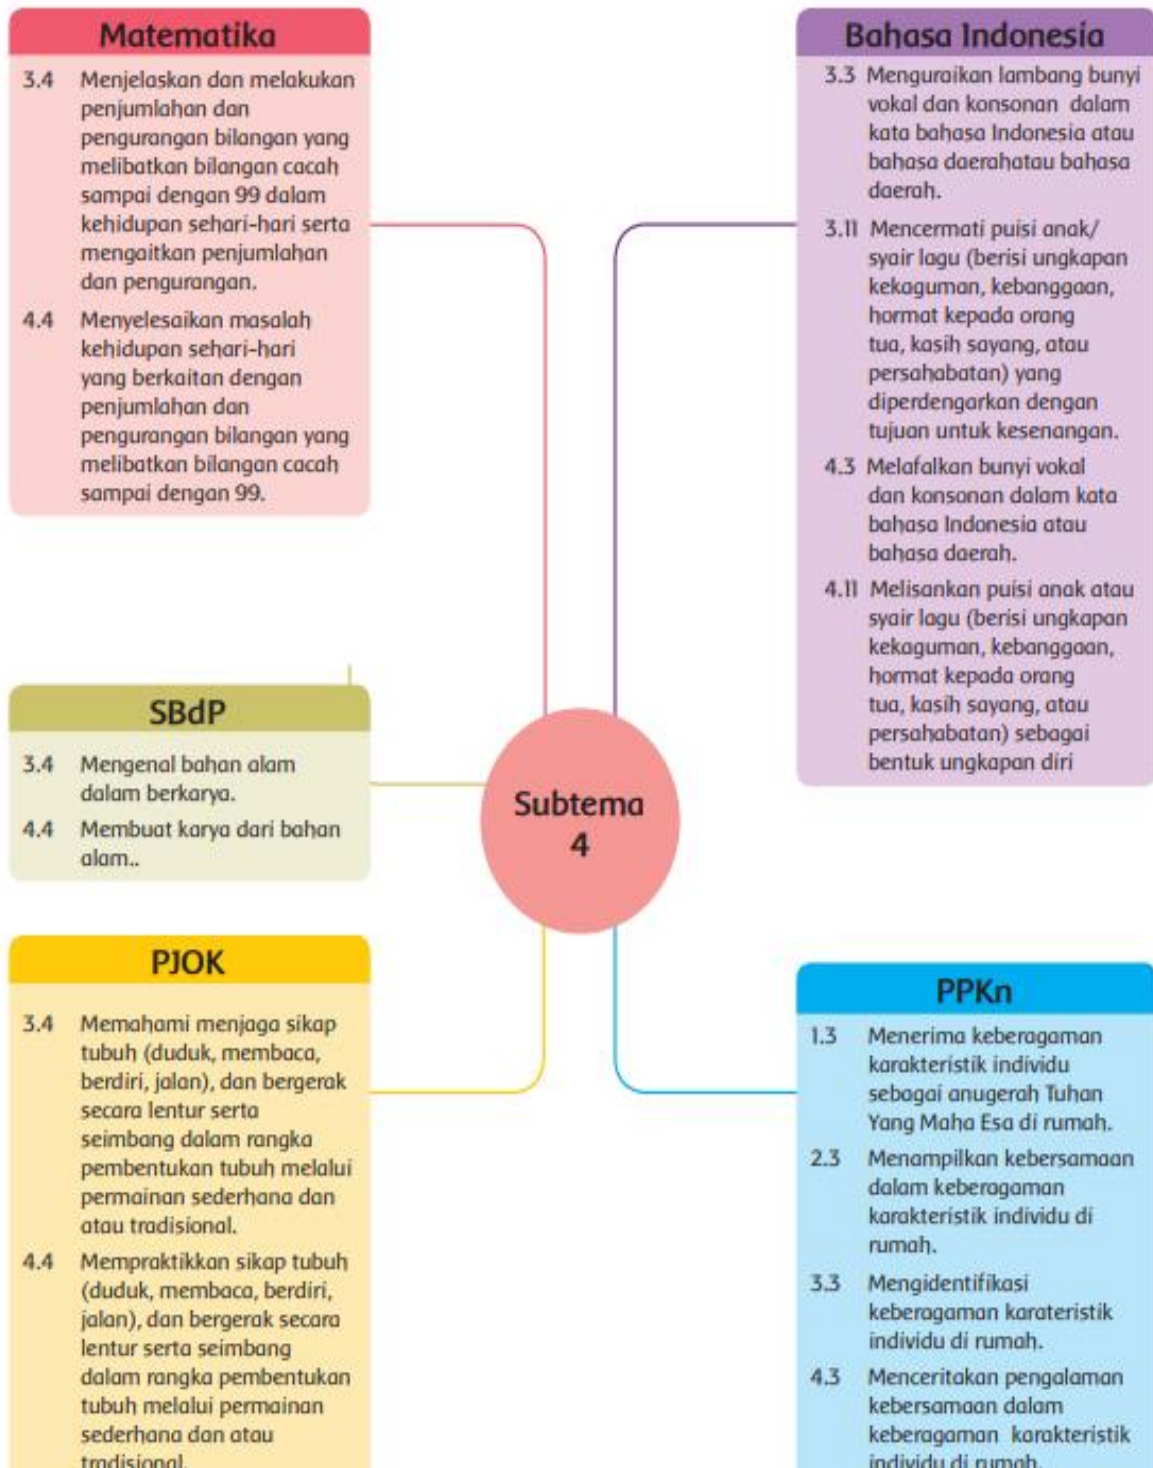 Matematika
3.4 Menjelaskan dan melakukan
penjumlahan dan
pengurangan bilangan yang
melibatkan bilangan cacah
sampai dengan 99 dalam
kehidupan sehari-hari serta
mengaitkan penjumlahan
dan pengurangan.
4.4 Menyelesaikan masalah
kehidupan sehari-hari
yang berkaitan dengan
penjumlahan dan
pengurangan bilangan yang
melibatkan bilangan cacah
sampai dengan 99.
Bahasa Indonesia
3.3 Menguraikan lambang bunyi
vokal dan konsonan dalam
kata bahasa Indonesia atau
bahasa daerahatau bahasa
daerah.
3.11 Mencermati puisi anak/
syair lagu (berisi ungkapan
kekaguman, kebanggaan,
hormat kepada orang
tua, kasih sayang, atau
persahabatan) yang
diperdengarkan dengan
tujuan untuk kesenangan.
4.3 Melafalkan bunyi vokal
dan konsonan dalam kata
bahasa Indonesia atau
bahasa daerah.
4.11 Melisankan puisi anak atau
syair lagu (berisi ungkapan
kekaguman, kebanggaan,
hormat kepada orang
tua, kasih sayang, atau
persahabatan) sebagai
bentuk ungkapan diri
SBdP
3.4 Mengenal bahan alam
dalam berkarya.
4.4 Membuat karya dari bahan
alam..
Subtema
4
PJOK
3.4 Memahami menjaga sikap
tubuh (duduk, membaca,
berdiri, jalan), dan bergerak
secara lentur serta
seimbang dalam rangka
pembentukan tubuh melalui
permainan sederhana dan
atau tradisional.
4.4 Mempraktikkan sikap tubuh
(duduk, membaca, berdiri,
jalan), dan bergerak secara
lentur serta seimbang
dalam rangka pembentukan
tubuh melalui permainan
sederhana dan atau
tradisional.
PPKn
1.3 Menerima keberagaman
karakteristik individu
sebagai anugerah Tuhan
Yang Maha Esa di rumah.
2.3 Menampilkan kebersamaan
dalam keberagaman
karakteristik individu di
rumah.
3.3 Mengidentifikasi
keberagaman karateristik
individu di rumah.
4.3 Menceritakan pengalaman
kebersamaan dalam
keberagaman karakteristik
individu di rumah.